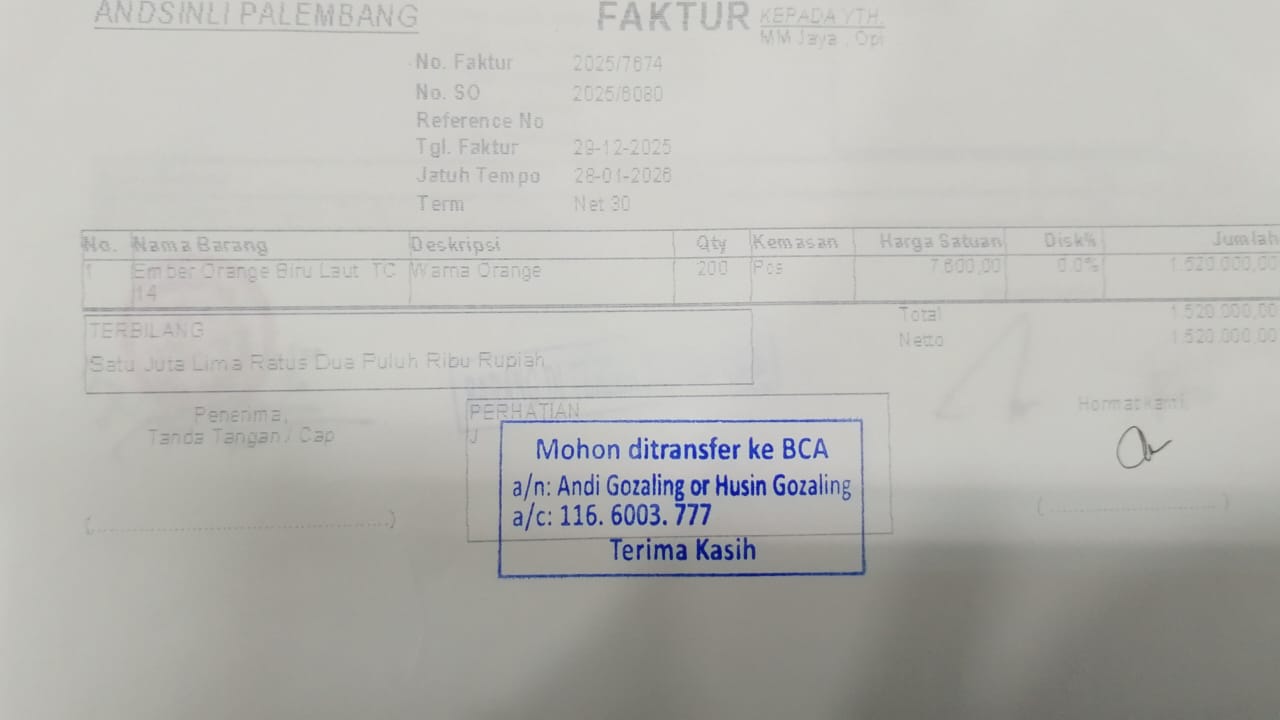 ANDSINLI PALEMBANG
FAKTUR
KEPADA YTH.
MM Jaya , Opi
No. Faktur 2025/7674
No. SO 2025/6080
Reference No
Tgl. Faktur 29-12-2025
Jatuh Tempo 28-01-2026
Term Net 30
No. Nama Barang Deskripsi Qty Kemasan Harga Satuan Disk% Jumlah
1 Ember Orange Biru Laut TC Warna Orange 200 Pcs 7.600,00 0.0% 1.520.000,00
14
Total 1.520.000,00
Netto 1.520.000,00
TERBILANG
Satu Juta Lima Ratus Dua Puluh Ribu Rupiah
Penerima,
Tanda Tangan / Cap
PERHATIAN
Hormat kami,
Mohon ditransfer ke BCA
a/n: Andi Gozaling or Husin Gozaling
a/c: 116. 6003. 777
Terima Kasih